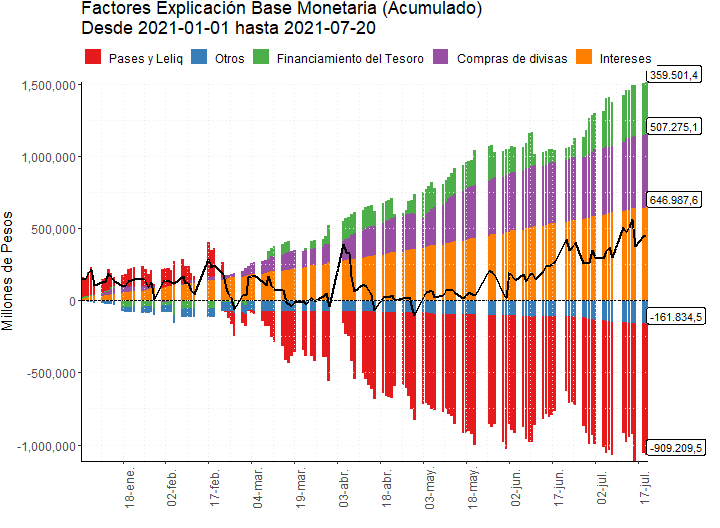 Factores Explicación Base Monetaria (Acumulado)
Desde 2021-01-01 hasta 2021-07-20
Pases y Leliq Otros Financiamiento del Tesoro Compras de divisas Intereses
Millones de Pesos
1,500,000
1,000,000
500,000
0
-500,000
-1,000,000
359.501,4
507.275,1
646.987,6
-161.834,5
-909.209,5
18-ene.
02-feb.
17-feb.
04-mar.
19-mar.
03-abr.
18-abr.
03-may.
18-may.
02-jun.
17-jun.
02-jul.
17-jul.